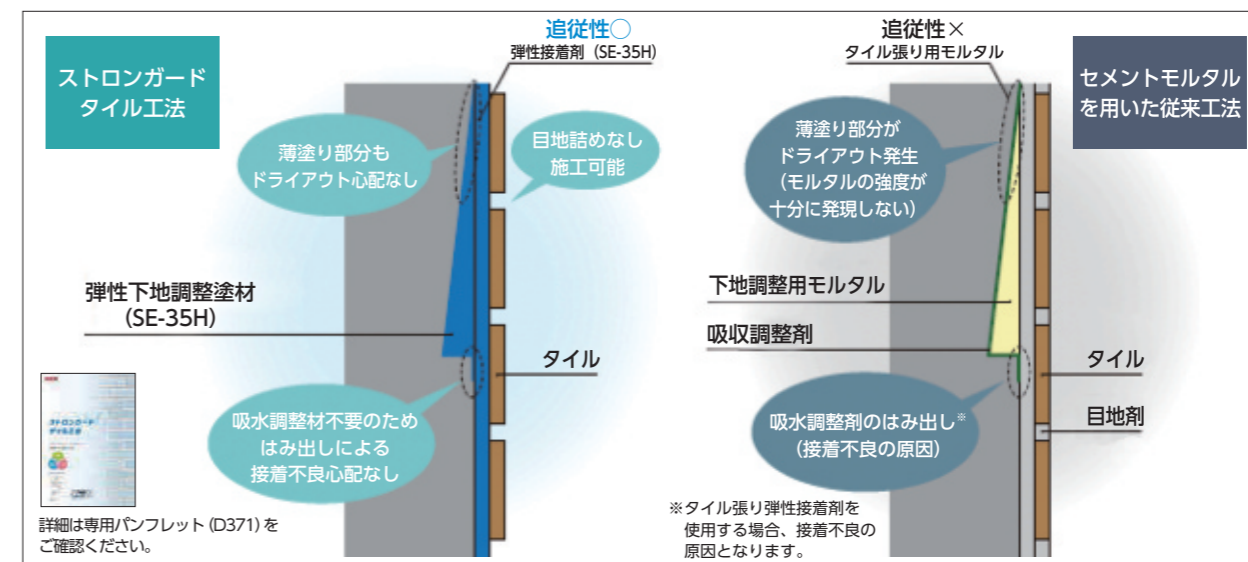 ストロンガード
タイル工法
追従性○
弾性接着剤（SE-35H）
薄塗り部分も
ドライアウト心配なし
目地詰めなし
施工可能
弾性下地調整塗材
（SE-35H）
タイル
吸水調整材不要のため
はみ出しによる
接着不良心配なし
ストロンガード
タイル工法
詳細は専用パンフレット（D371）を
ご確認ください。
追従性×
タイル張り用モルタル
セメントモルタル
を用いた従来工法
薄塗り部分が
ドライアウト発生
（モルタルの強度が
十分に発現しない）
下地調整用モルタル
吸収調整剤
タイル
目地剤
吸水調整剤のはみ出し※
（接着不良の原因）
※タイル張り弾性接着剤を
使用する場合、接着不良の
原因となります。